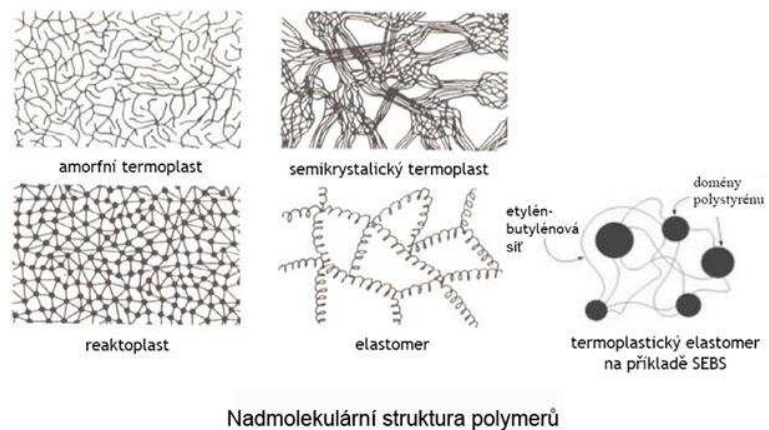 amorfní termoplast
semikrystalický termoplast
reaktoplast
elastomer
etylén-
butylénová
síť
domény
polystyrénu
termoplastický elastomer
na příkladě SEBS
Nadmolekulární struktura polymerů